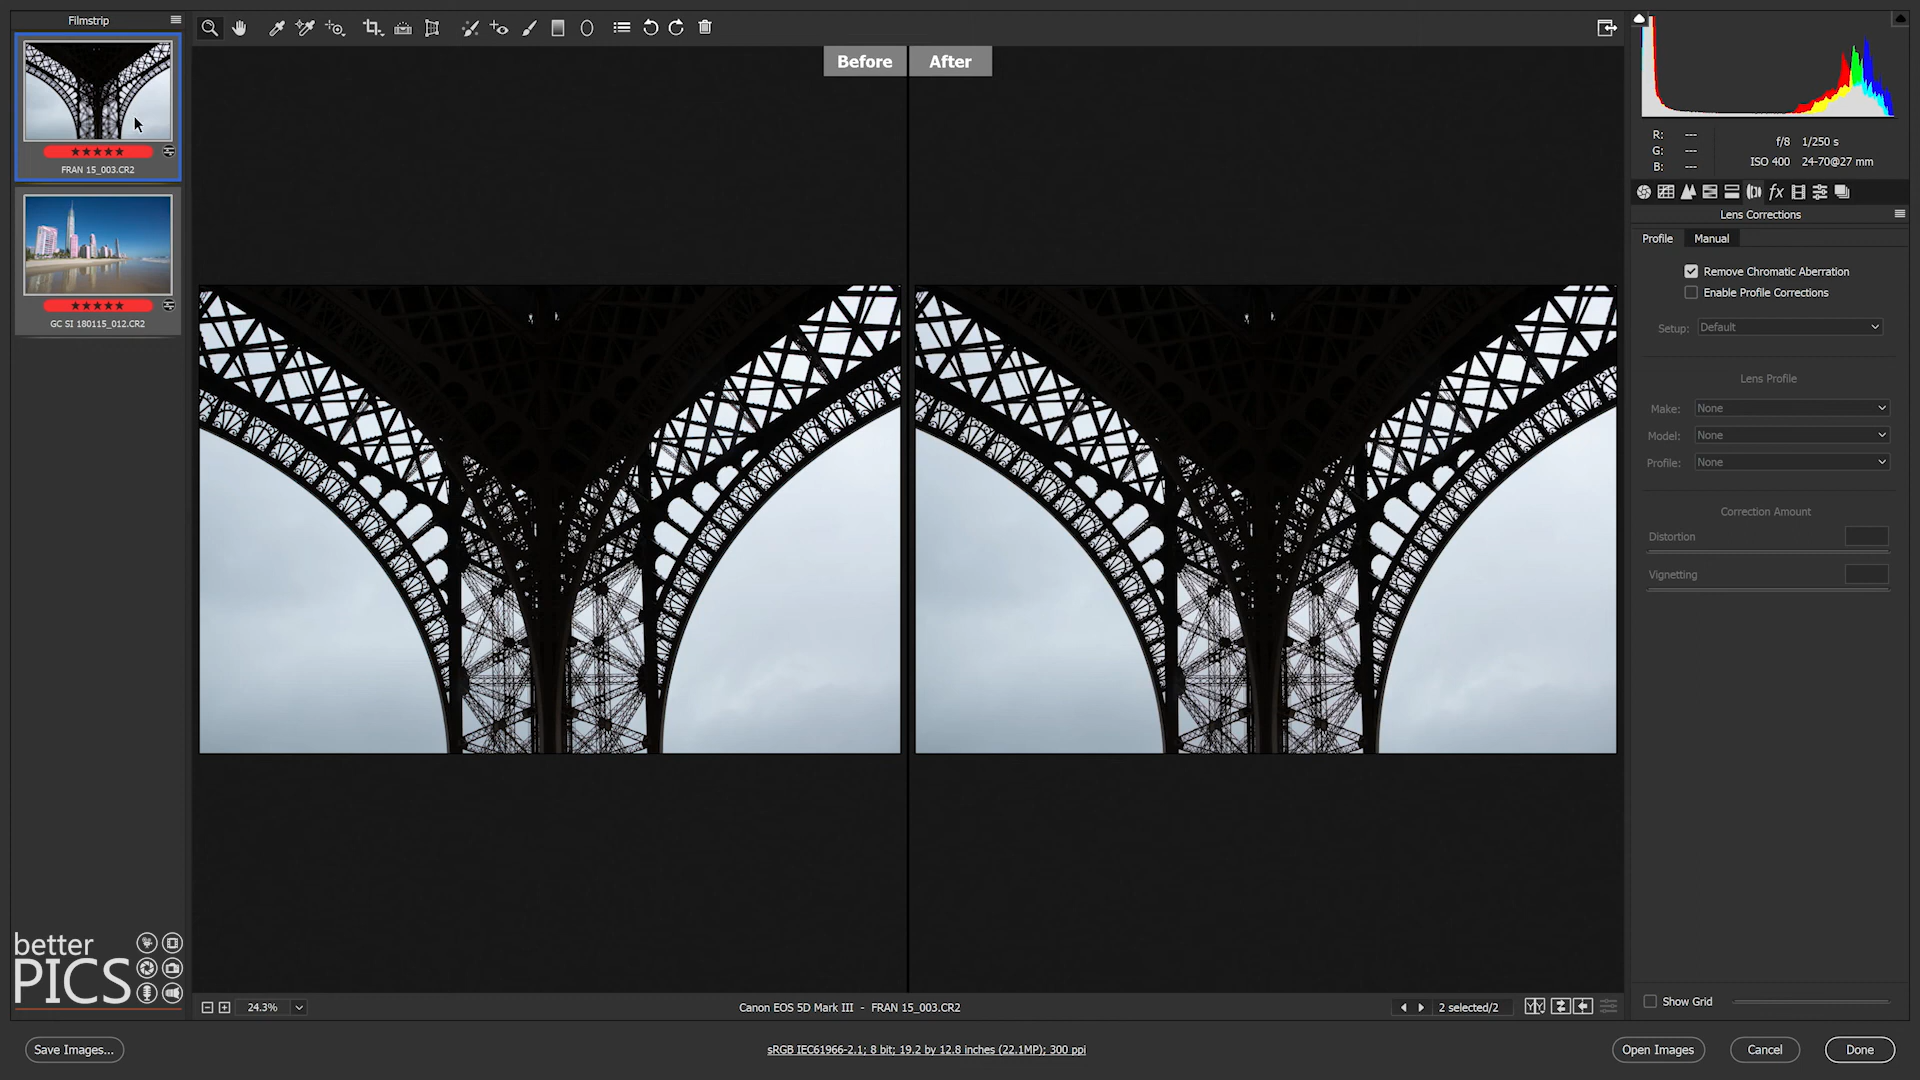 Filmstrip
★★★★★
FRAN 15_003.CR2
★★★★★
GC SI 180115_012.CR2
better
PICS
Save Images...
Before
After
24.3%
Canon EOS 5D Mark III - FRAN 15_003.CR2
2 selected/2
sRGB IEC61966-2.1; 8 bit; 19.2 by 12.8 inches (22.1MP); 300 ppi
R: ---
G: ---
B: ---
f/8 1/250 s
ISO 400 24-70@27 mm
fx
Lens Corrections
Profile Manual
Remove Chromatic Aberration
Enable Profile Corrections
Setup: Default
Lens Profile
Make: None
Model: None
Profile: None
Correction Amount
Distortion
Vignetting
Show Grid
Open Images
Cancel
Done